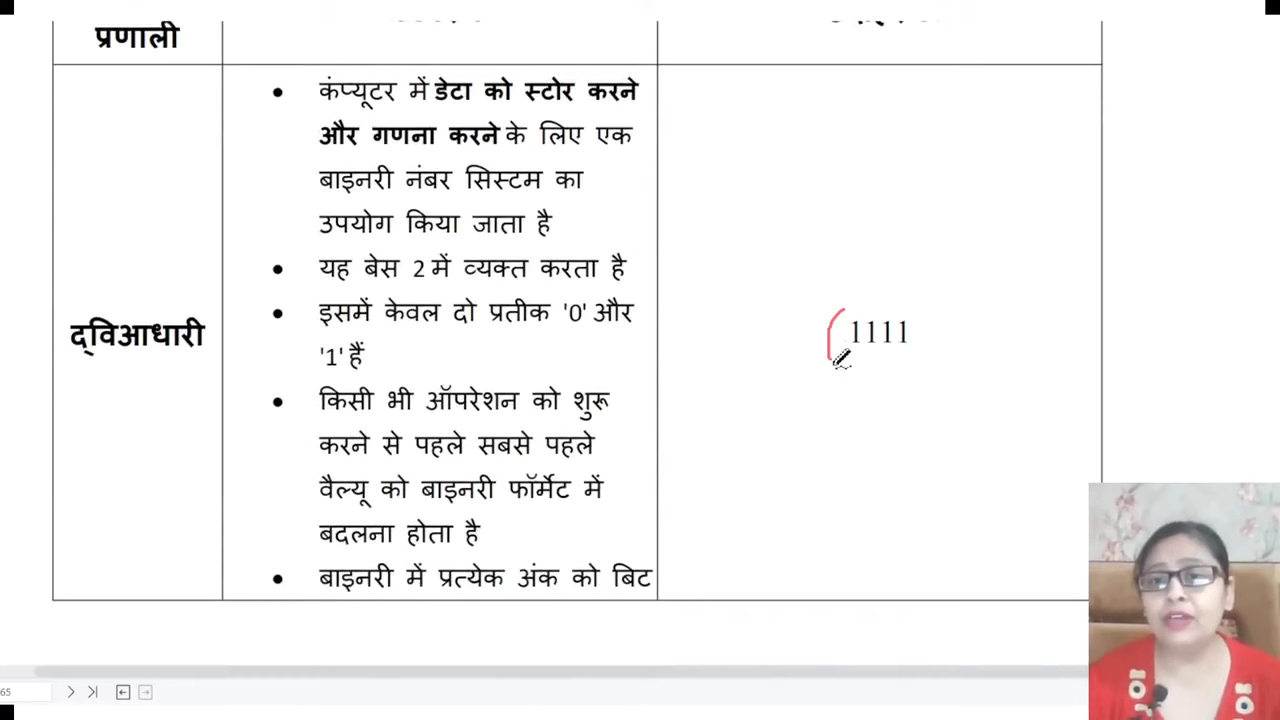 प्रणाली
कंप्यूटर में डेटा को स्टोर करने
और गणना करने के लिए एक
बाइनरी नंबर सिस्टम का
उपयोग किया जाता है
यह बेस 2 में व्यक्त करता है
इसमें केवल दो प्रतीक '0' और
'1' हैं
किसी भी ऑपरेशन को शुरू
करने से पहले सबसे पहले
वैल्यू को बाइनरी फॉर्मेट में
बदलना होता है
बाइनरी में प्रत्येक अंक को बिट
द्विआधारी
1111
65